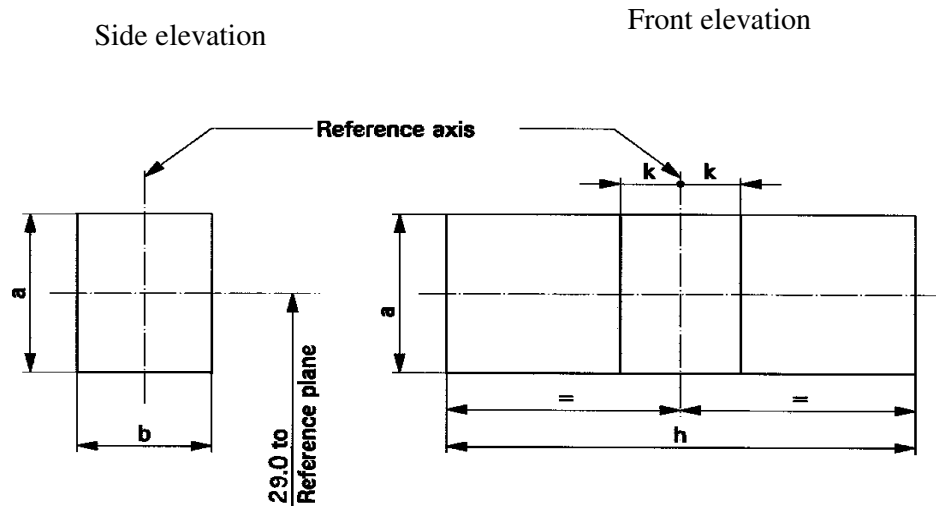 Side elevation
Front elevation
Reference axis
k k
a
a
= =
b
h
29.0 to
Reference plane